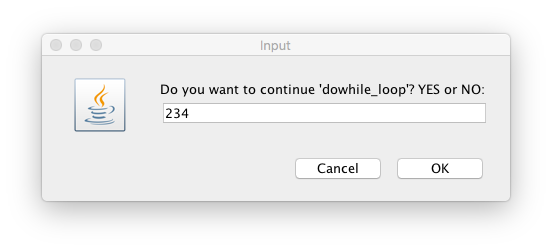 Input
Do you want to continue 'dowhile_loop'? YES or NO:
234
Cancel
OK